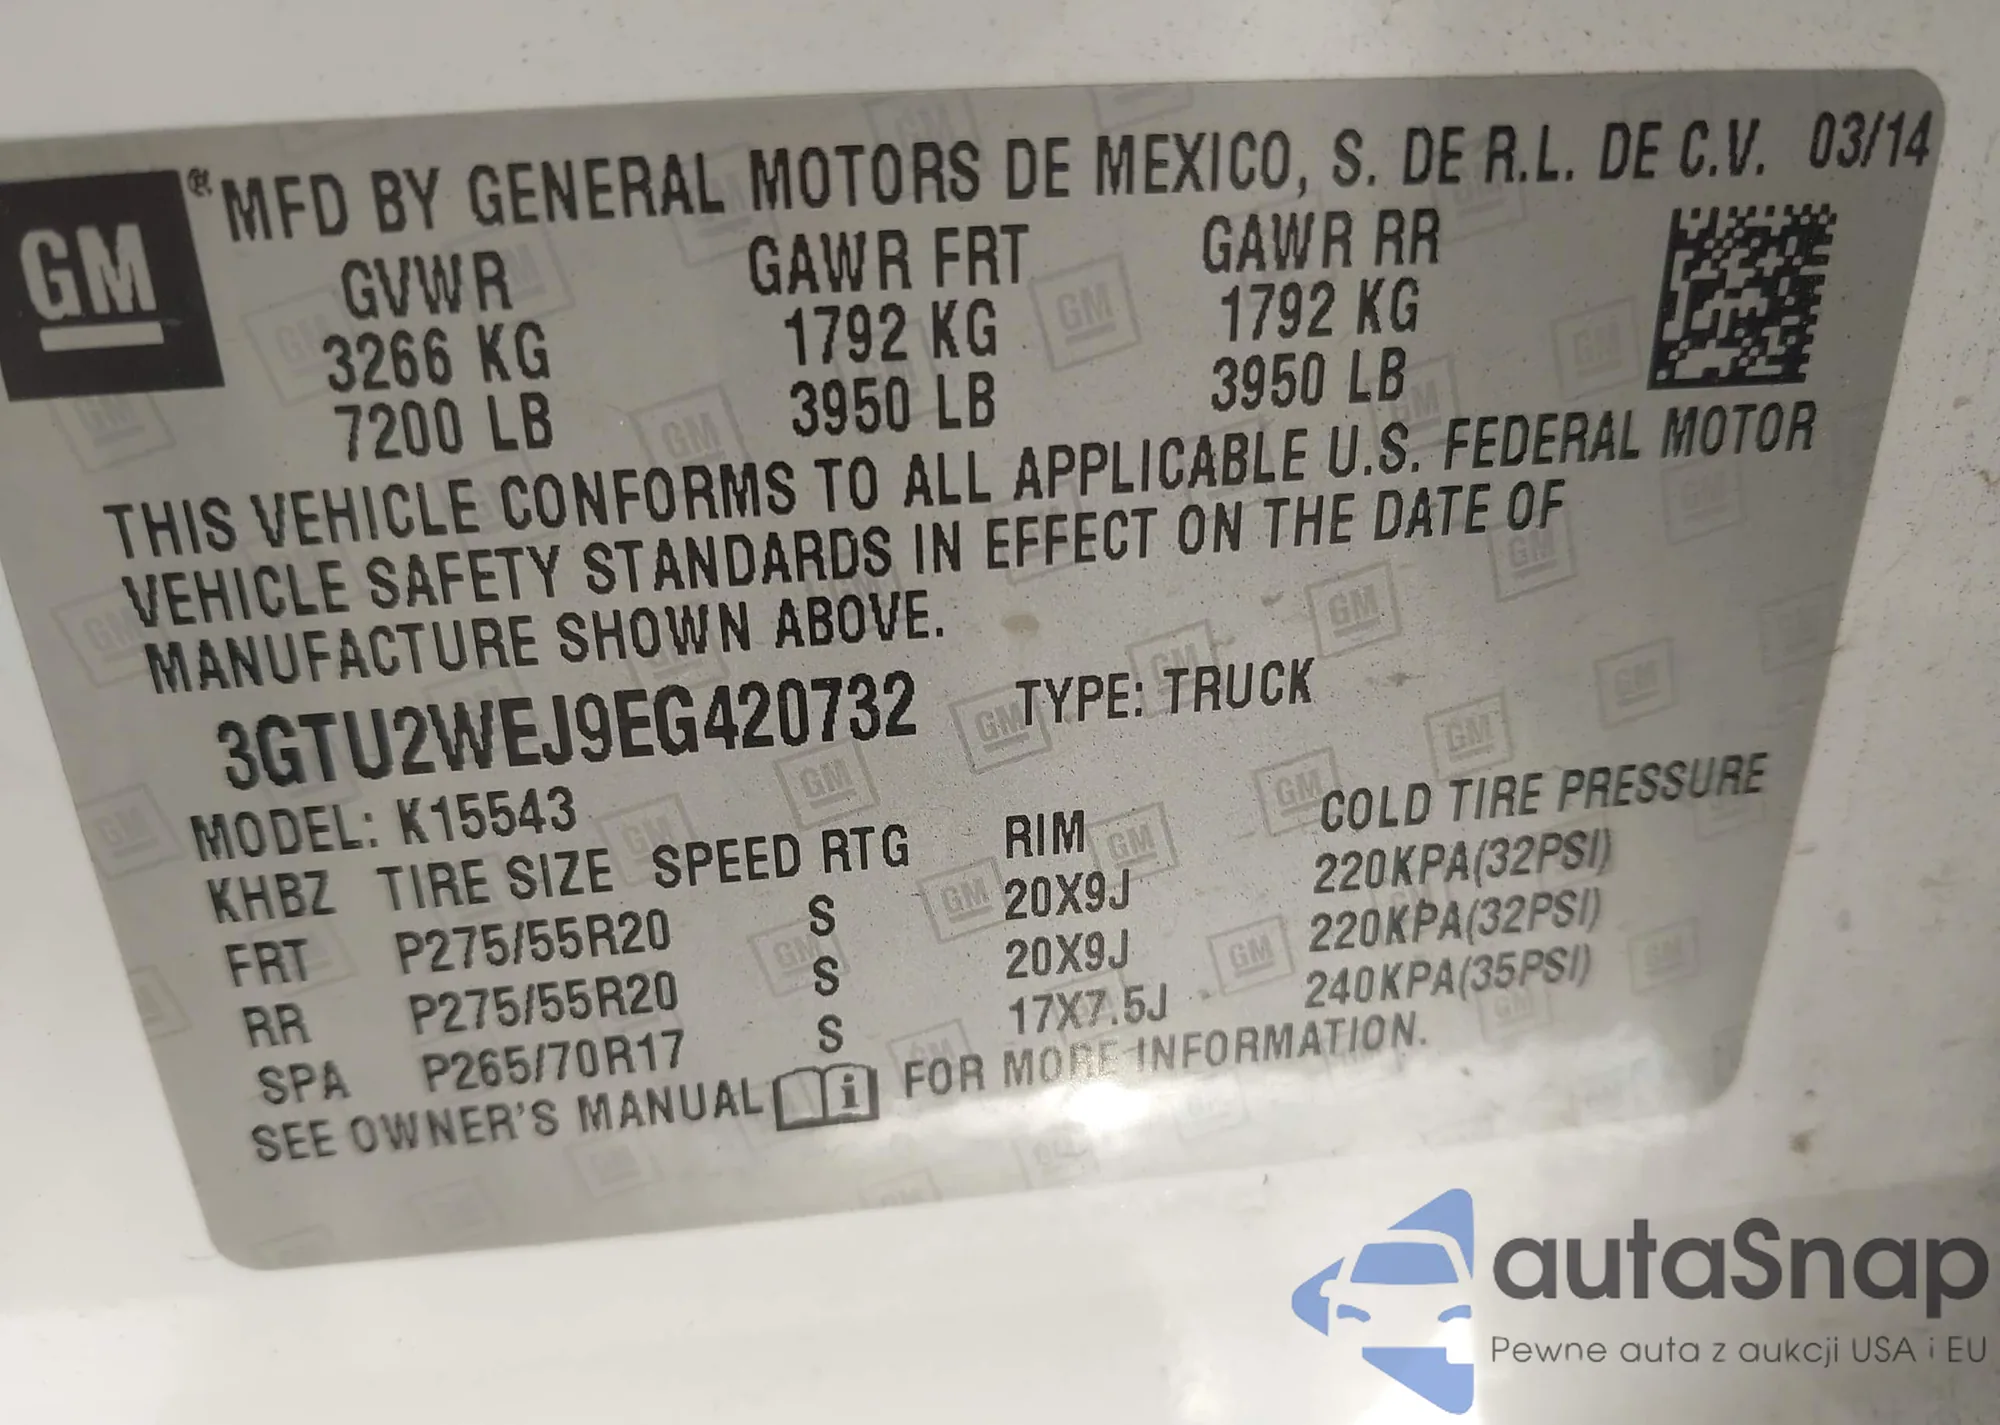 GM ® MFD BY GENERAL MOTORS DE MEXICO, S. DE R.L. DE C.V. 03/14
GVWR GAWR FRT GAWR RR
3266 KG 1792 KG 1792 KG
7200 LB 3950 LB 3950 LB
THIS VEHICLE CONFORMS TO ALL APPLICABLE U.S. FEDERAL MOTOR
VEHICLE SAFETY STANDARDS IN EFFECT ON THE DATE OF
MANUFACTURE SHOWN ABOVE.
3GTU2WEJ9EG420732 TYPE: TRUCK
MODEL: K15543
KHBZ TIRE SIZE SPEED RTG RIM COLD TIRE PRESSURE
FRT P275/55R20 S 20X9J 220KPA(32PSI)
RR P275/55R20 S 20X9J 220KPA(32PSI)
SPA P265/70R17 S 17X7.5J 240KPA(35PSI)
SEE OWNER'S MANUAL i FOR MORE INFORMATION.
autaSnap
Pewne auta z aukcji USA i EU